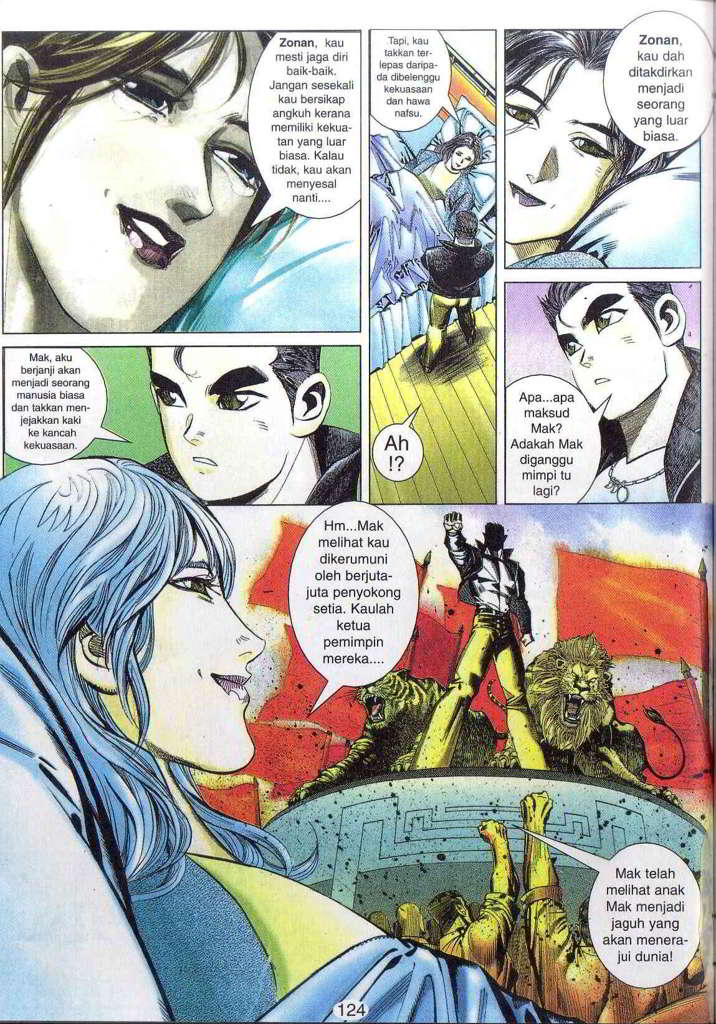 Zonan, kau
mesti jaga diri
baik-baik.
Jangan sesekali
kau bersikap
angkuh kerana
memiliki kekua-
tan yang luar
biasa. Kalau
tidak, kau akan
menyesal
nanti....
Tapi, kau
takkan ter-
lepas daripa-
da dibelenggu
kekuasaan
dan hawa
nafsu.
Zonan,
kau dah
ditakdirkan
menjadi
seorang
yang luar
biasa.
Mak, aku
berjanji akan
menjadi seorang
manusia biasa
dan takkan men-
jejakkan kaki
ke kancah
kekuasaan.
Ah
!?
Apa...apa
maksud
Mak?
Adakah Mak
diganggu
mimpi tu
lagi?
Hm...Mak
melihat kau
dikerumuni
oleh berjuta-
juta penyokong
setia. Kaulah
ketua
pemimpin
mereka....
Mak telah
melihat anak
Mak menjadi
jaguh yang
akan menera-
jui dunia!
124